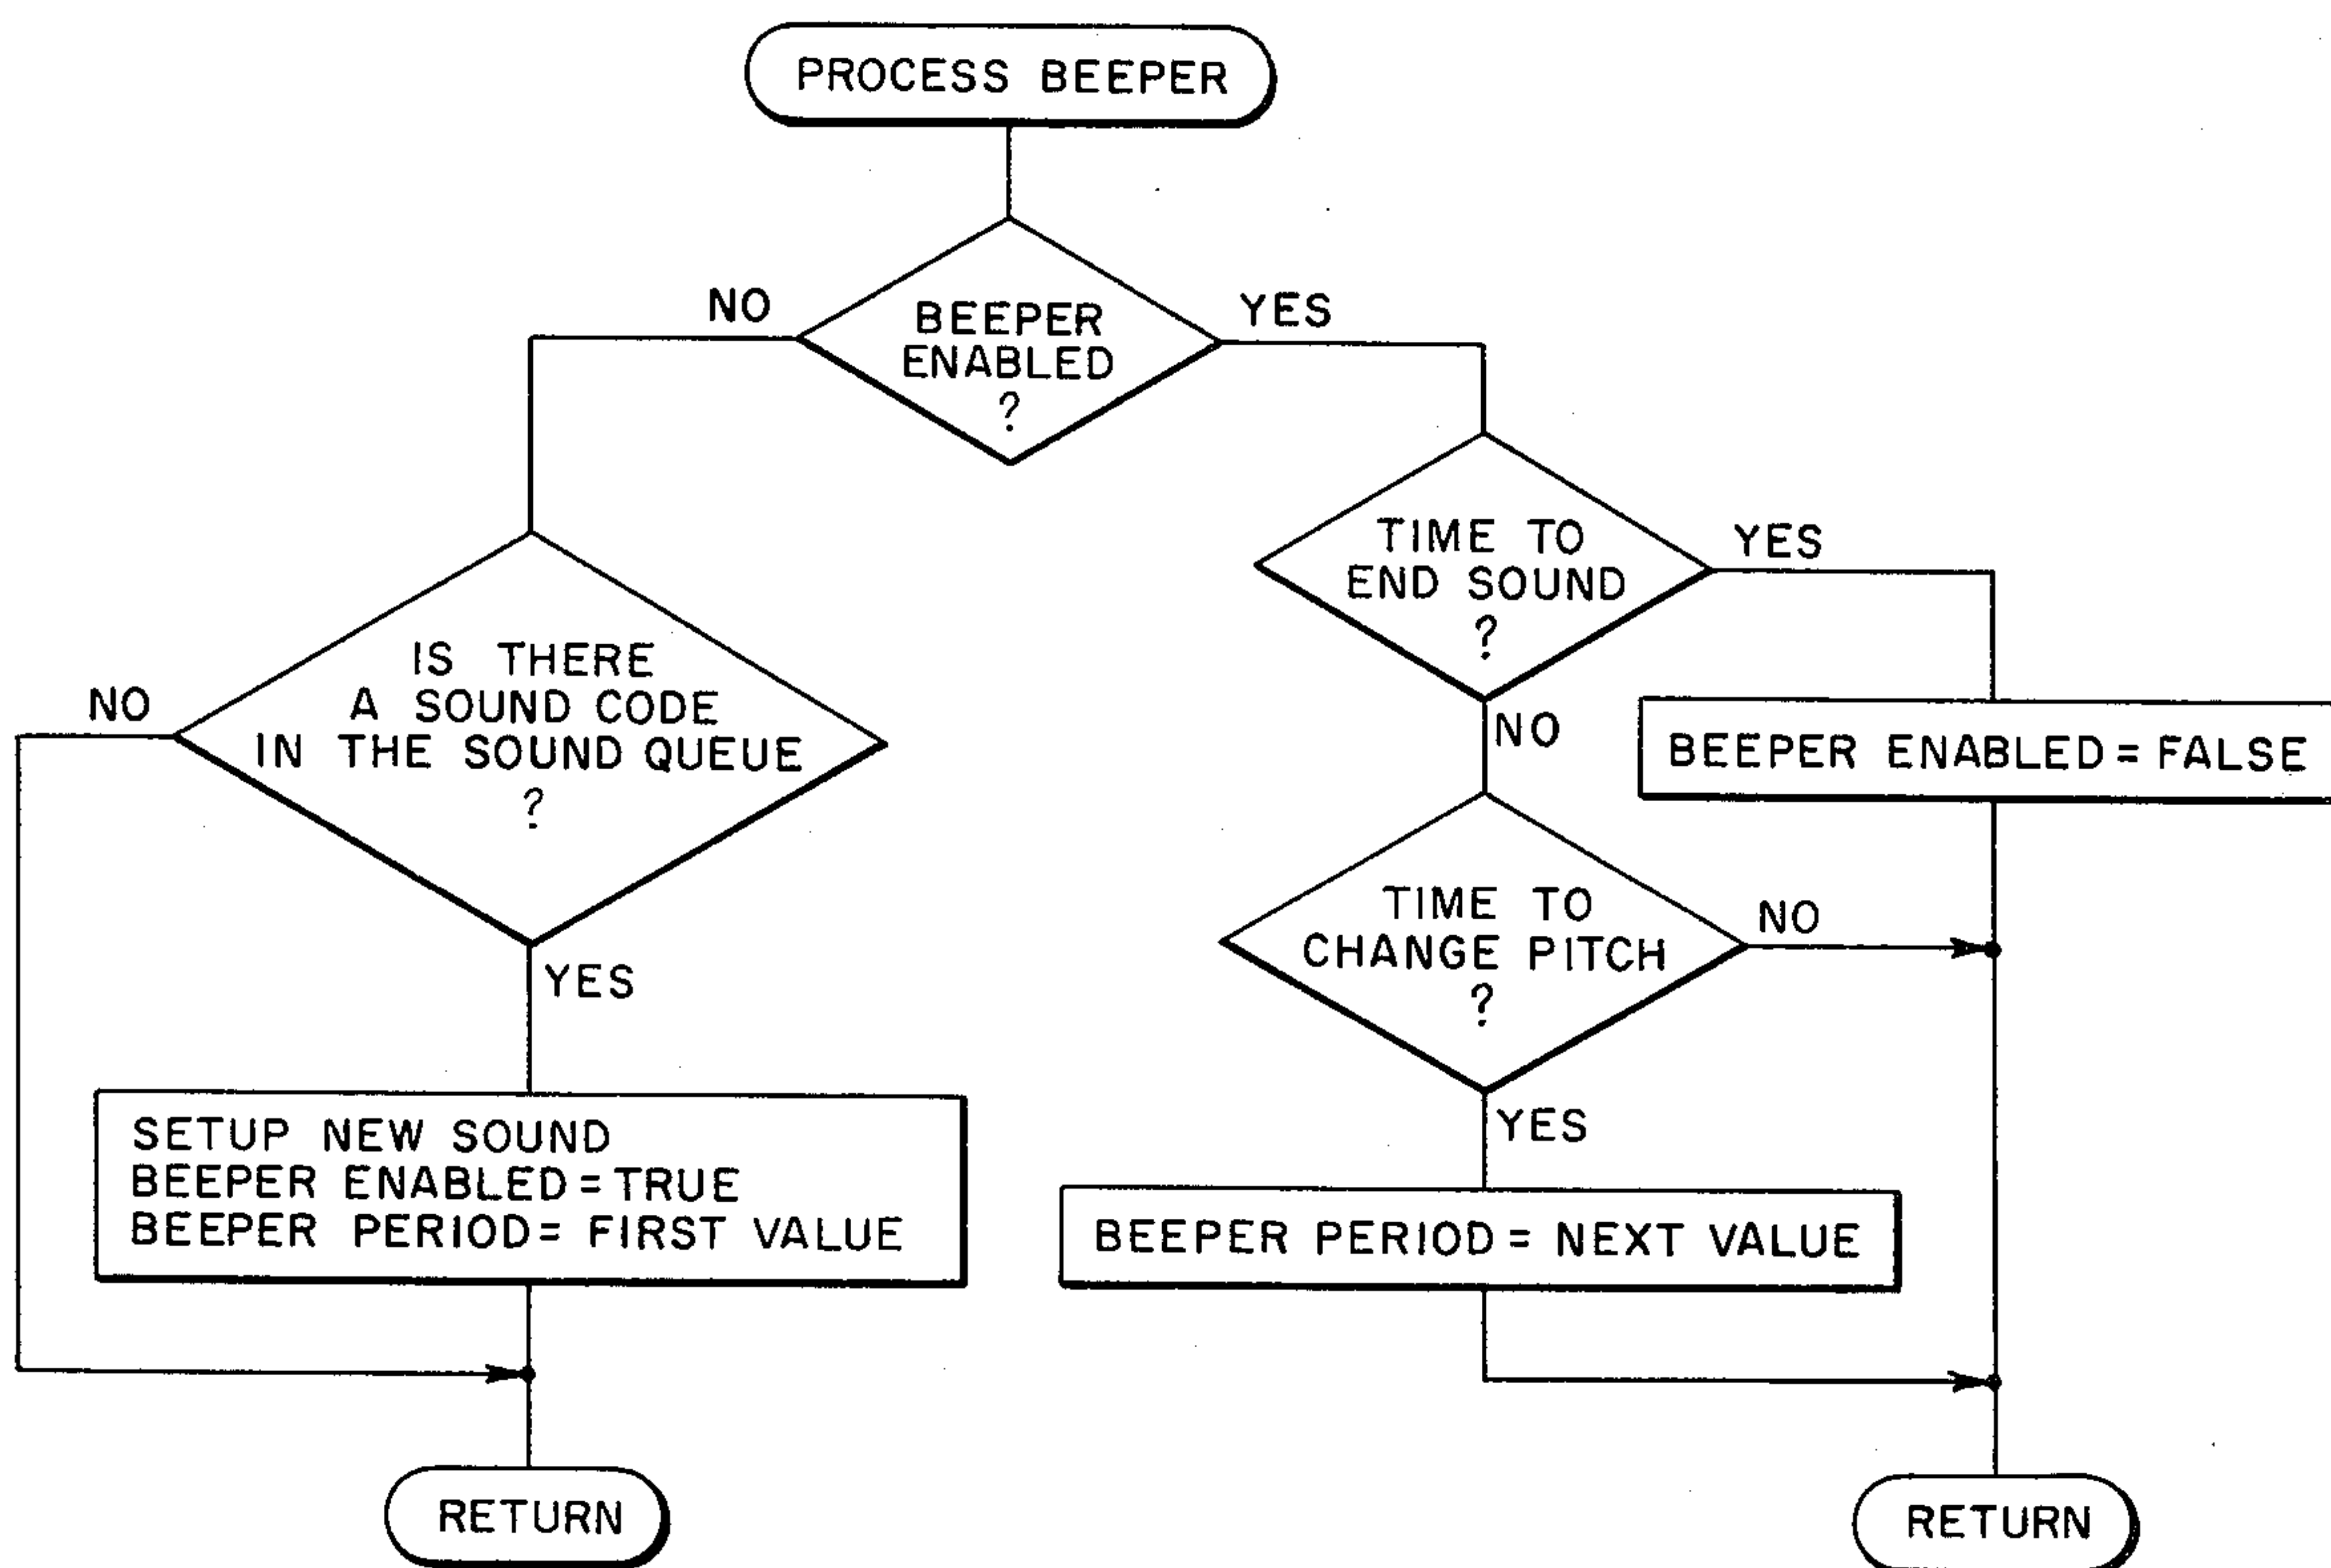 PROCESS BEEPER
BEEPER
ENABLED
?
NO
YES
IS THERE
A SOUND CODE
IN THE SOUND QUEUE
?
NO
YES
SETUP NEW SOUND
BEEPER ENABLED = TRUE
BEEPER PERIOD = FIRST VALUE
RETURN
TIME TO
END SOUND
?
YES
NO
BEEPER ENABLED = FALSE
TIME TO
CHANGE PITCH
?
NO
YES
BEEPER PERIOD = NEXT VALUE
RETURN